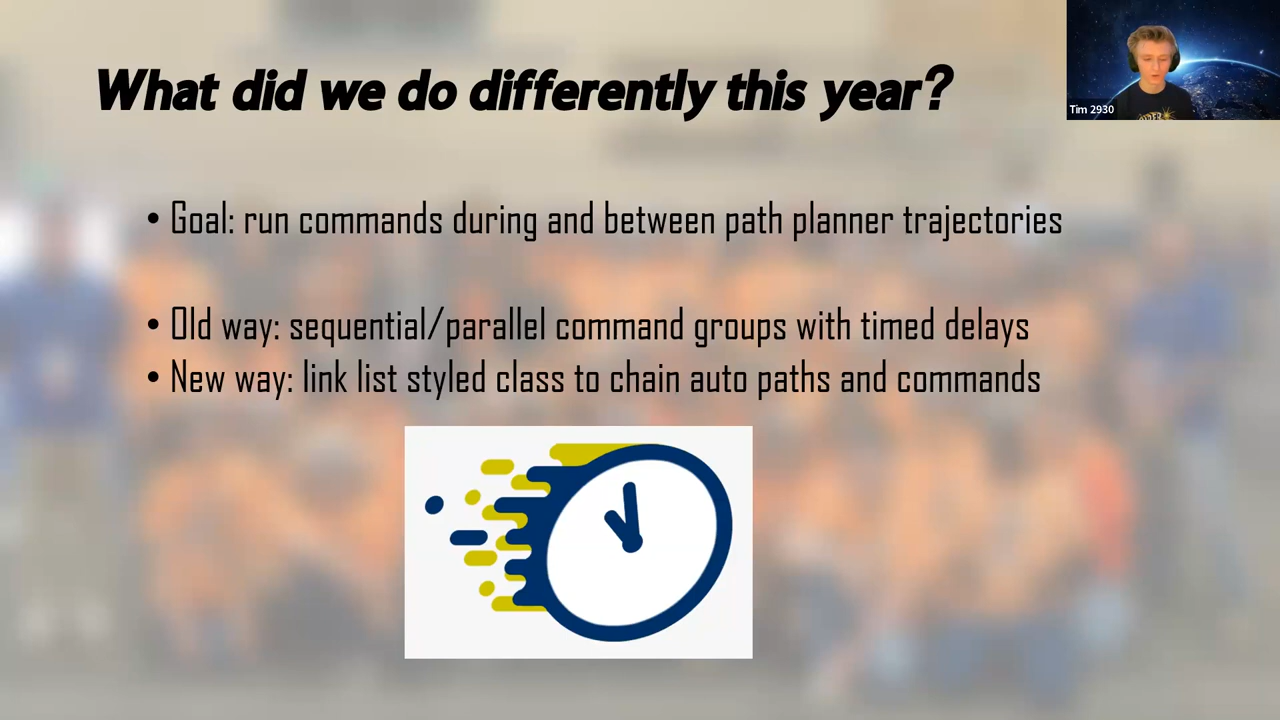 What did we do differently this year?
Tim 2930
• Goal: run commands during and between path planner trajectories
• Old way: sequential/parallel command groups with timed delays
• New way: link list styled class to chain auto paths and commands